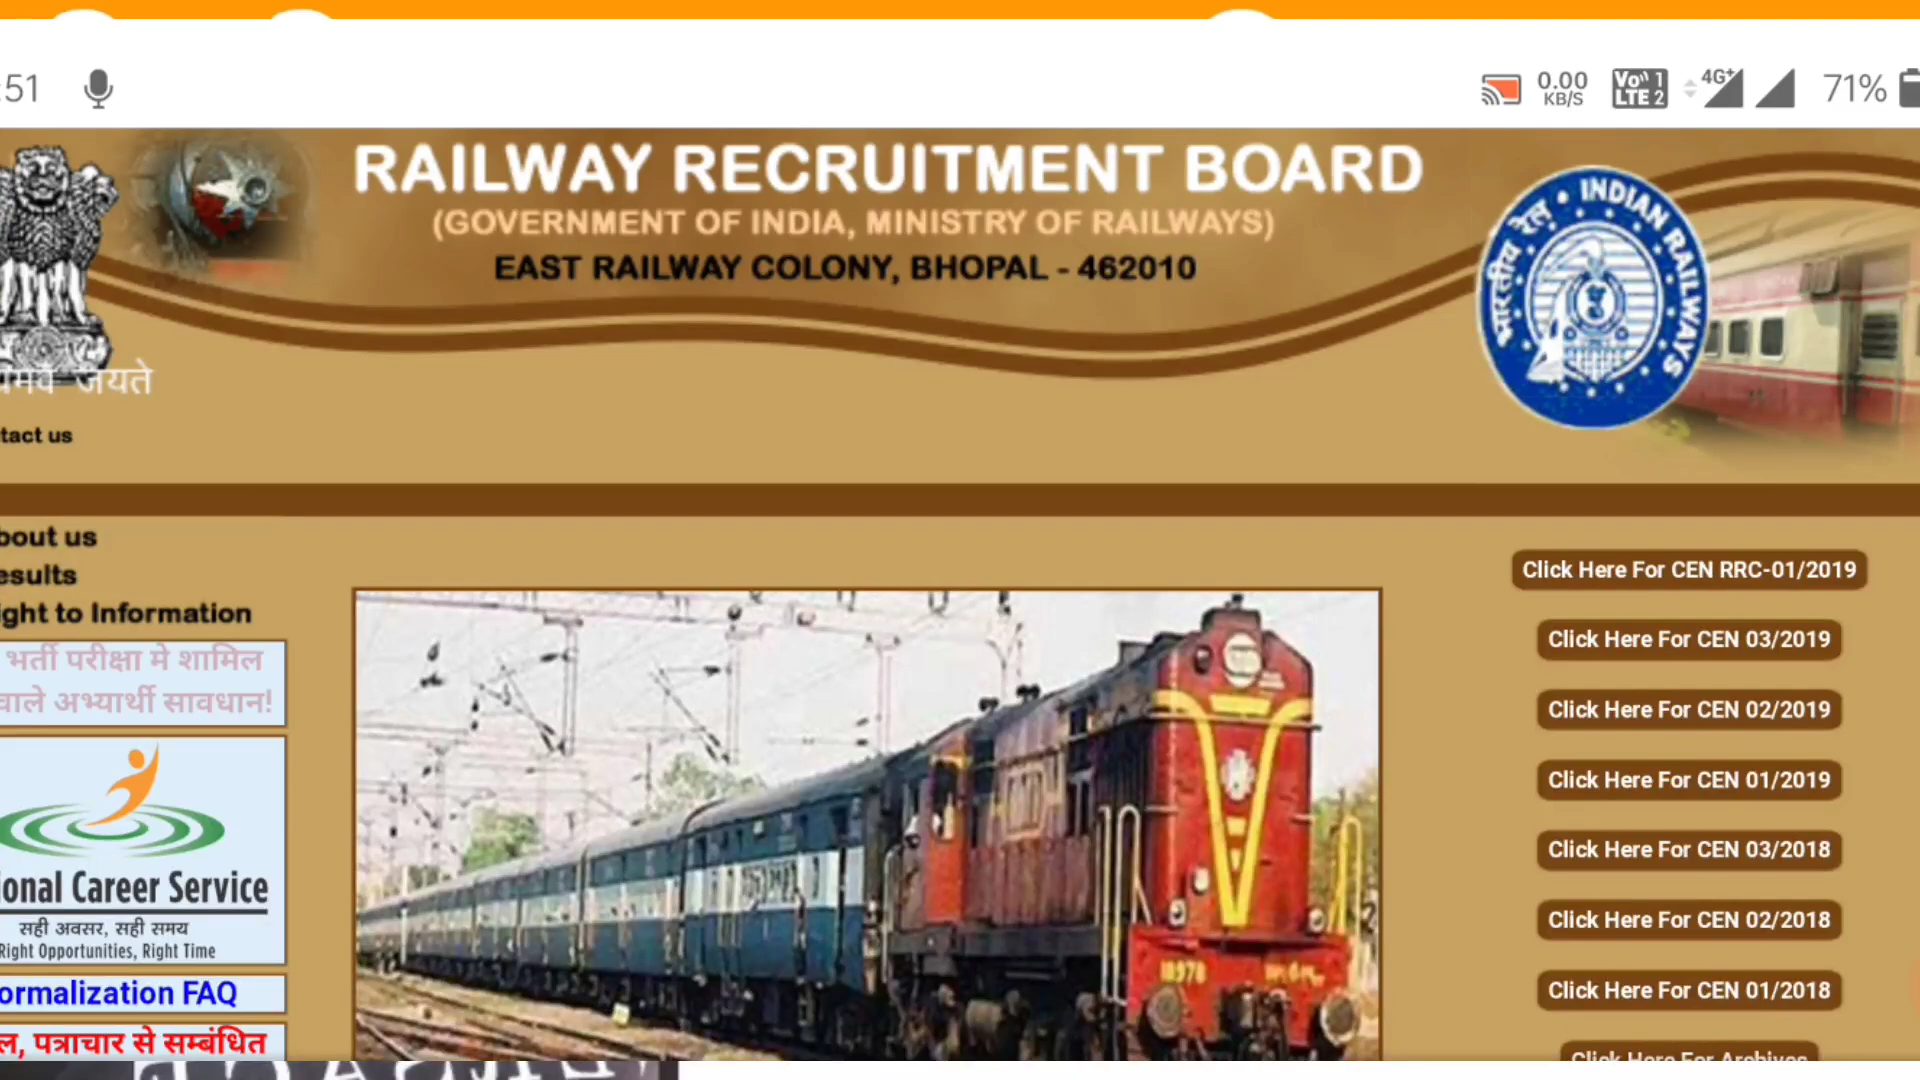 :51
0.00
KB/S
Vo 1
LTE 2
4G+
71%
RAILWAY RECRUITMENT BOARD
(GOVERNMENT OF INDIA, MINISTRY OF RAILWAYS)
EAST RAILWAY COLONY, BHOPAL - 462010
भारतीय रेल • INDIAN RAILWAYS
जयते
tact us
bout us
esults
ight to Information
भर्ती परीक्षा मे शामिल
वाले अभ्यार्थी सावधान!
ional Career Service
सही अवसर, सही समय
Right Opportunities, Right Time
ormalization FAQ
ल, पत्राचार से सम्बंधित
18978
Click Here For CEN RRC-01/2019
Click Here For CEN 03/2019
Click Here For CEN 02/2019
Click Here For CEN 01/2019
Click Here For CEN 03/2018
Click Here For CEN 02/2018
Click Here For CEN 01/2018
Click Here For Archives